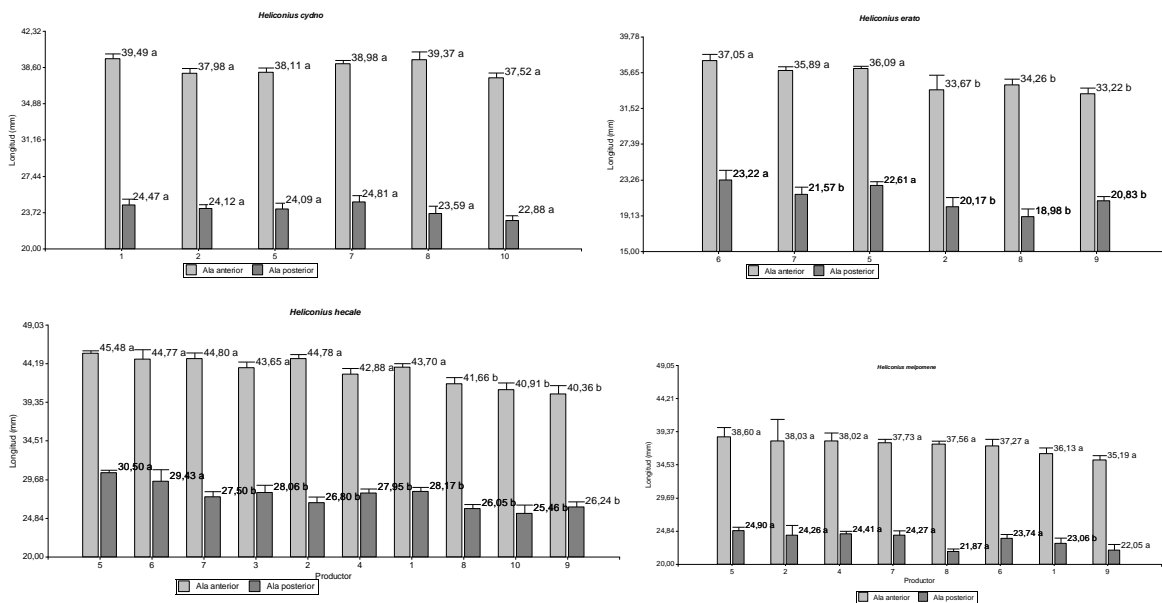 Heliconius cydno
42,32
38,60
34,88
31,16
27,44
23,72
20,00
Longitud (mm)
39,49 a
37,98 a
38,11 a
38,98 a
39,37 a
37,52 a
24,47 a
24,12 a
24,09 a
24,81 a
23,59 a
22,88 a
1 2 5 7 8 10
Ala anterior Ala posterior
Heliconius erato
39,78
35,65
31,52
27,39
23,26
19,13
15,00
Longitud (mm)
37,05 a
35,89 a
36,09 a
33,67 b
34,26 b
33,22 b
23,22 a
21,57 b
22,61 a
20,17 b
18,98 b
20,83 b
6 7 5 2 8 9
Ala anterior Ala posterior
Heliconius hecale
49,03
44,19
39,35
34,51
29,68
24,84
20,00
Longitud (mm)
45,48 a
44,77 a
44,80 a
43,65 a
44,78 a
42,88 a
43,70 a
41,66 b
40,91 b
40,36 b
30,50 a
29,43 a
27,50 b
28,06 b
26,80 b
27,95 b
28,17 b
26,05 b
25,46 b
26,24 b
5 6 7 3 2 4 1 8 10 9
Productor
Ala anterior Ala posterior
Heliconius melpomene
49,05
44,21
39,37
34,53
29,69
24,84
20,00
Longitud (mm)
38,60 a
38,03 a
38,02 a
37,73 a
37,56 a
37,27 a
36,13 a
35,19 a
24,90 a
24,26 a
24,41 a
24,27 a
21,87 a
23,74 a
23,06 b
22,05 a
5 2 4 7 8 6 1 9
Productor
Ala anterior Ala posterior